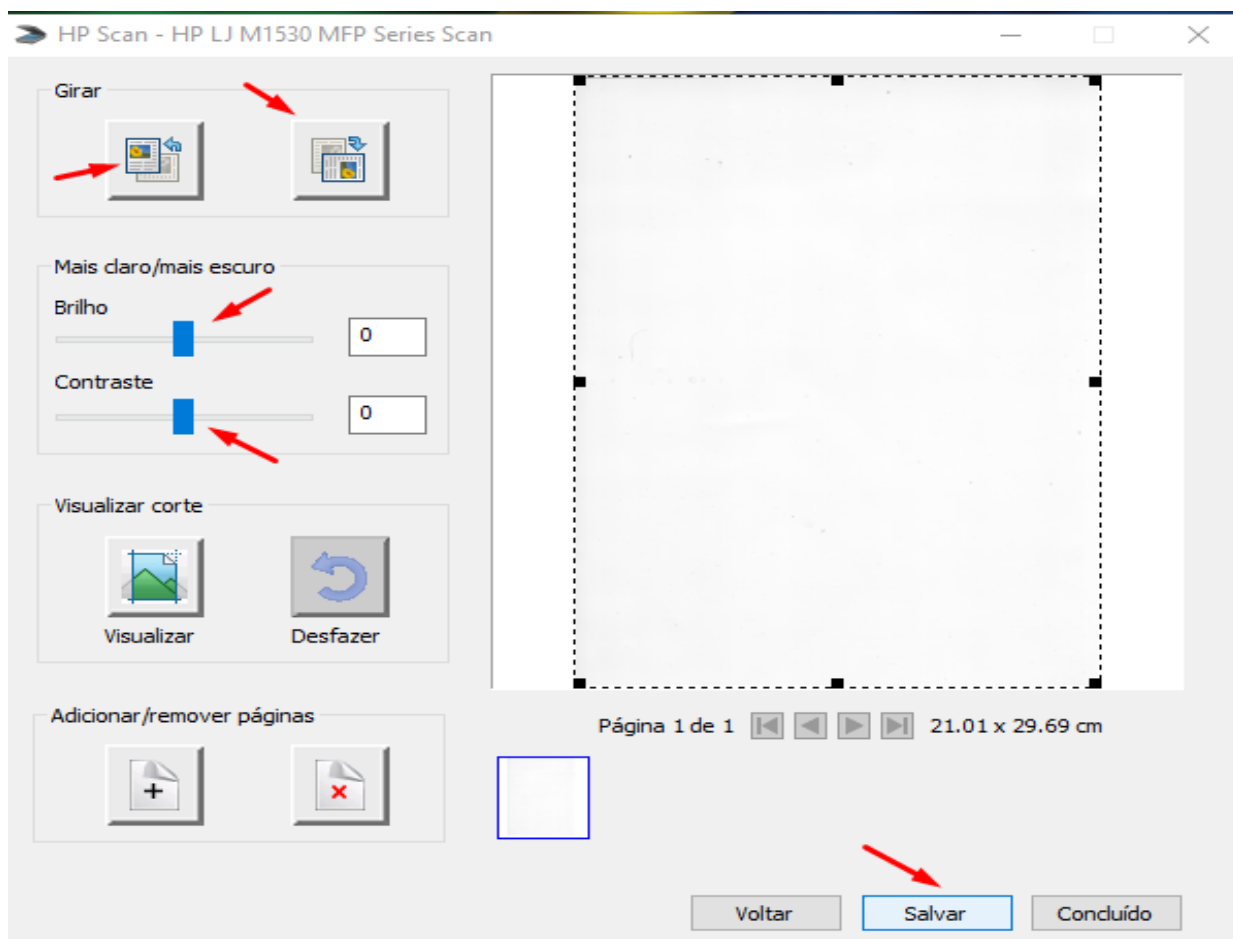 HP Scan - HP LJ M1530 MFP Series Scan
Girar
Mais claro/mais escuro
Brilho
0
Contraste
0
Visualizar corte
Visualizar Desfazer
Adicionar/remover páginas
Página 1 de 1 21.01 x 29.69 cm
Voltar Salvar Concluído